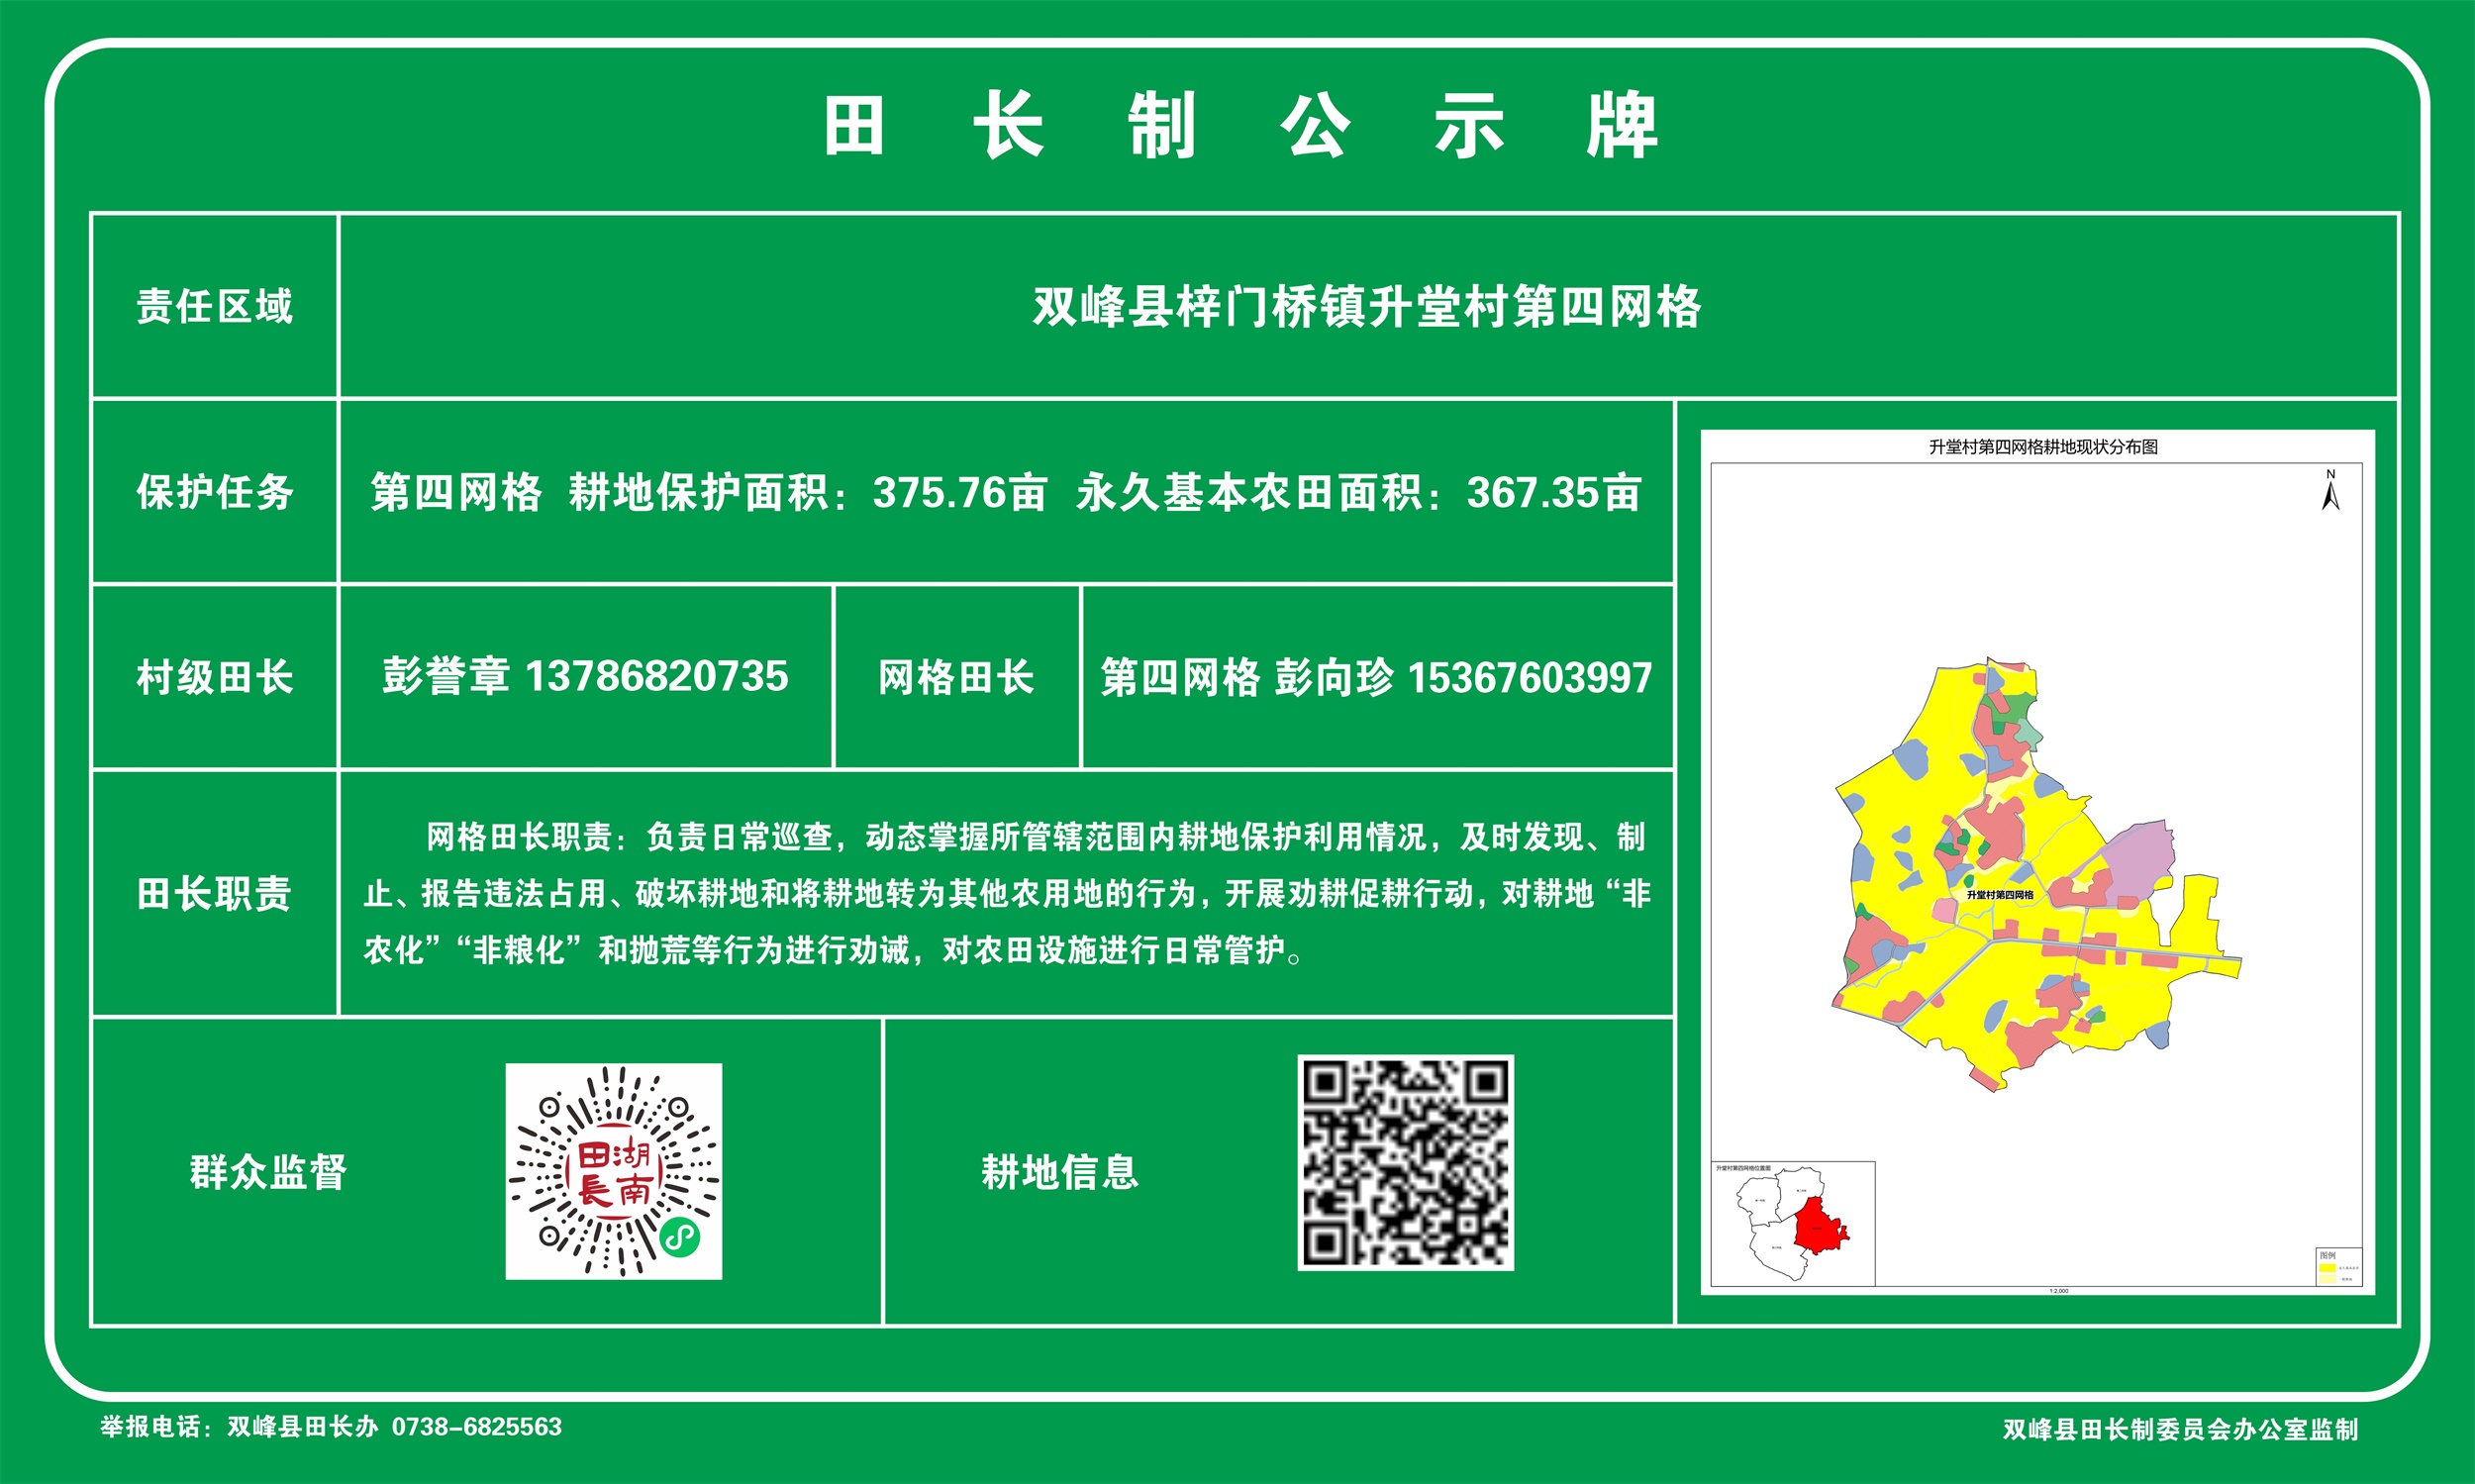 田长制公示牌
责任区域
双峰县梓门桥镇升堂村第四网格
保护任务
第四网格 耕地保护面积：375.76亩 永久基本农田面积：367.35亩
村级田长
彭誉章 13786820735
网格田长
第四网格 彭向珍 15367603997
田长职责
网格田长职责：负责日常巡查，动态掌握所管辖范围内耕地保护利用情况，及时发现、制
止、报告违法占用、破坏耕地和将耕地转为其他农用地的行为，开展劝耕促耕行动，对耕地“非
农化”“非粮化”和抛荒等行为进行劝诫，对农田设施进行日常管护。
群众监督
湖南
田長
耕地信息
升堂村第四网格耕地现状分布图
N
升堂村第四网格
升堂村第四网格位置图
图例
1:2,000
举报电话：双峰县田长办 0738-6825563
双峰县田长制委员会办公室监制